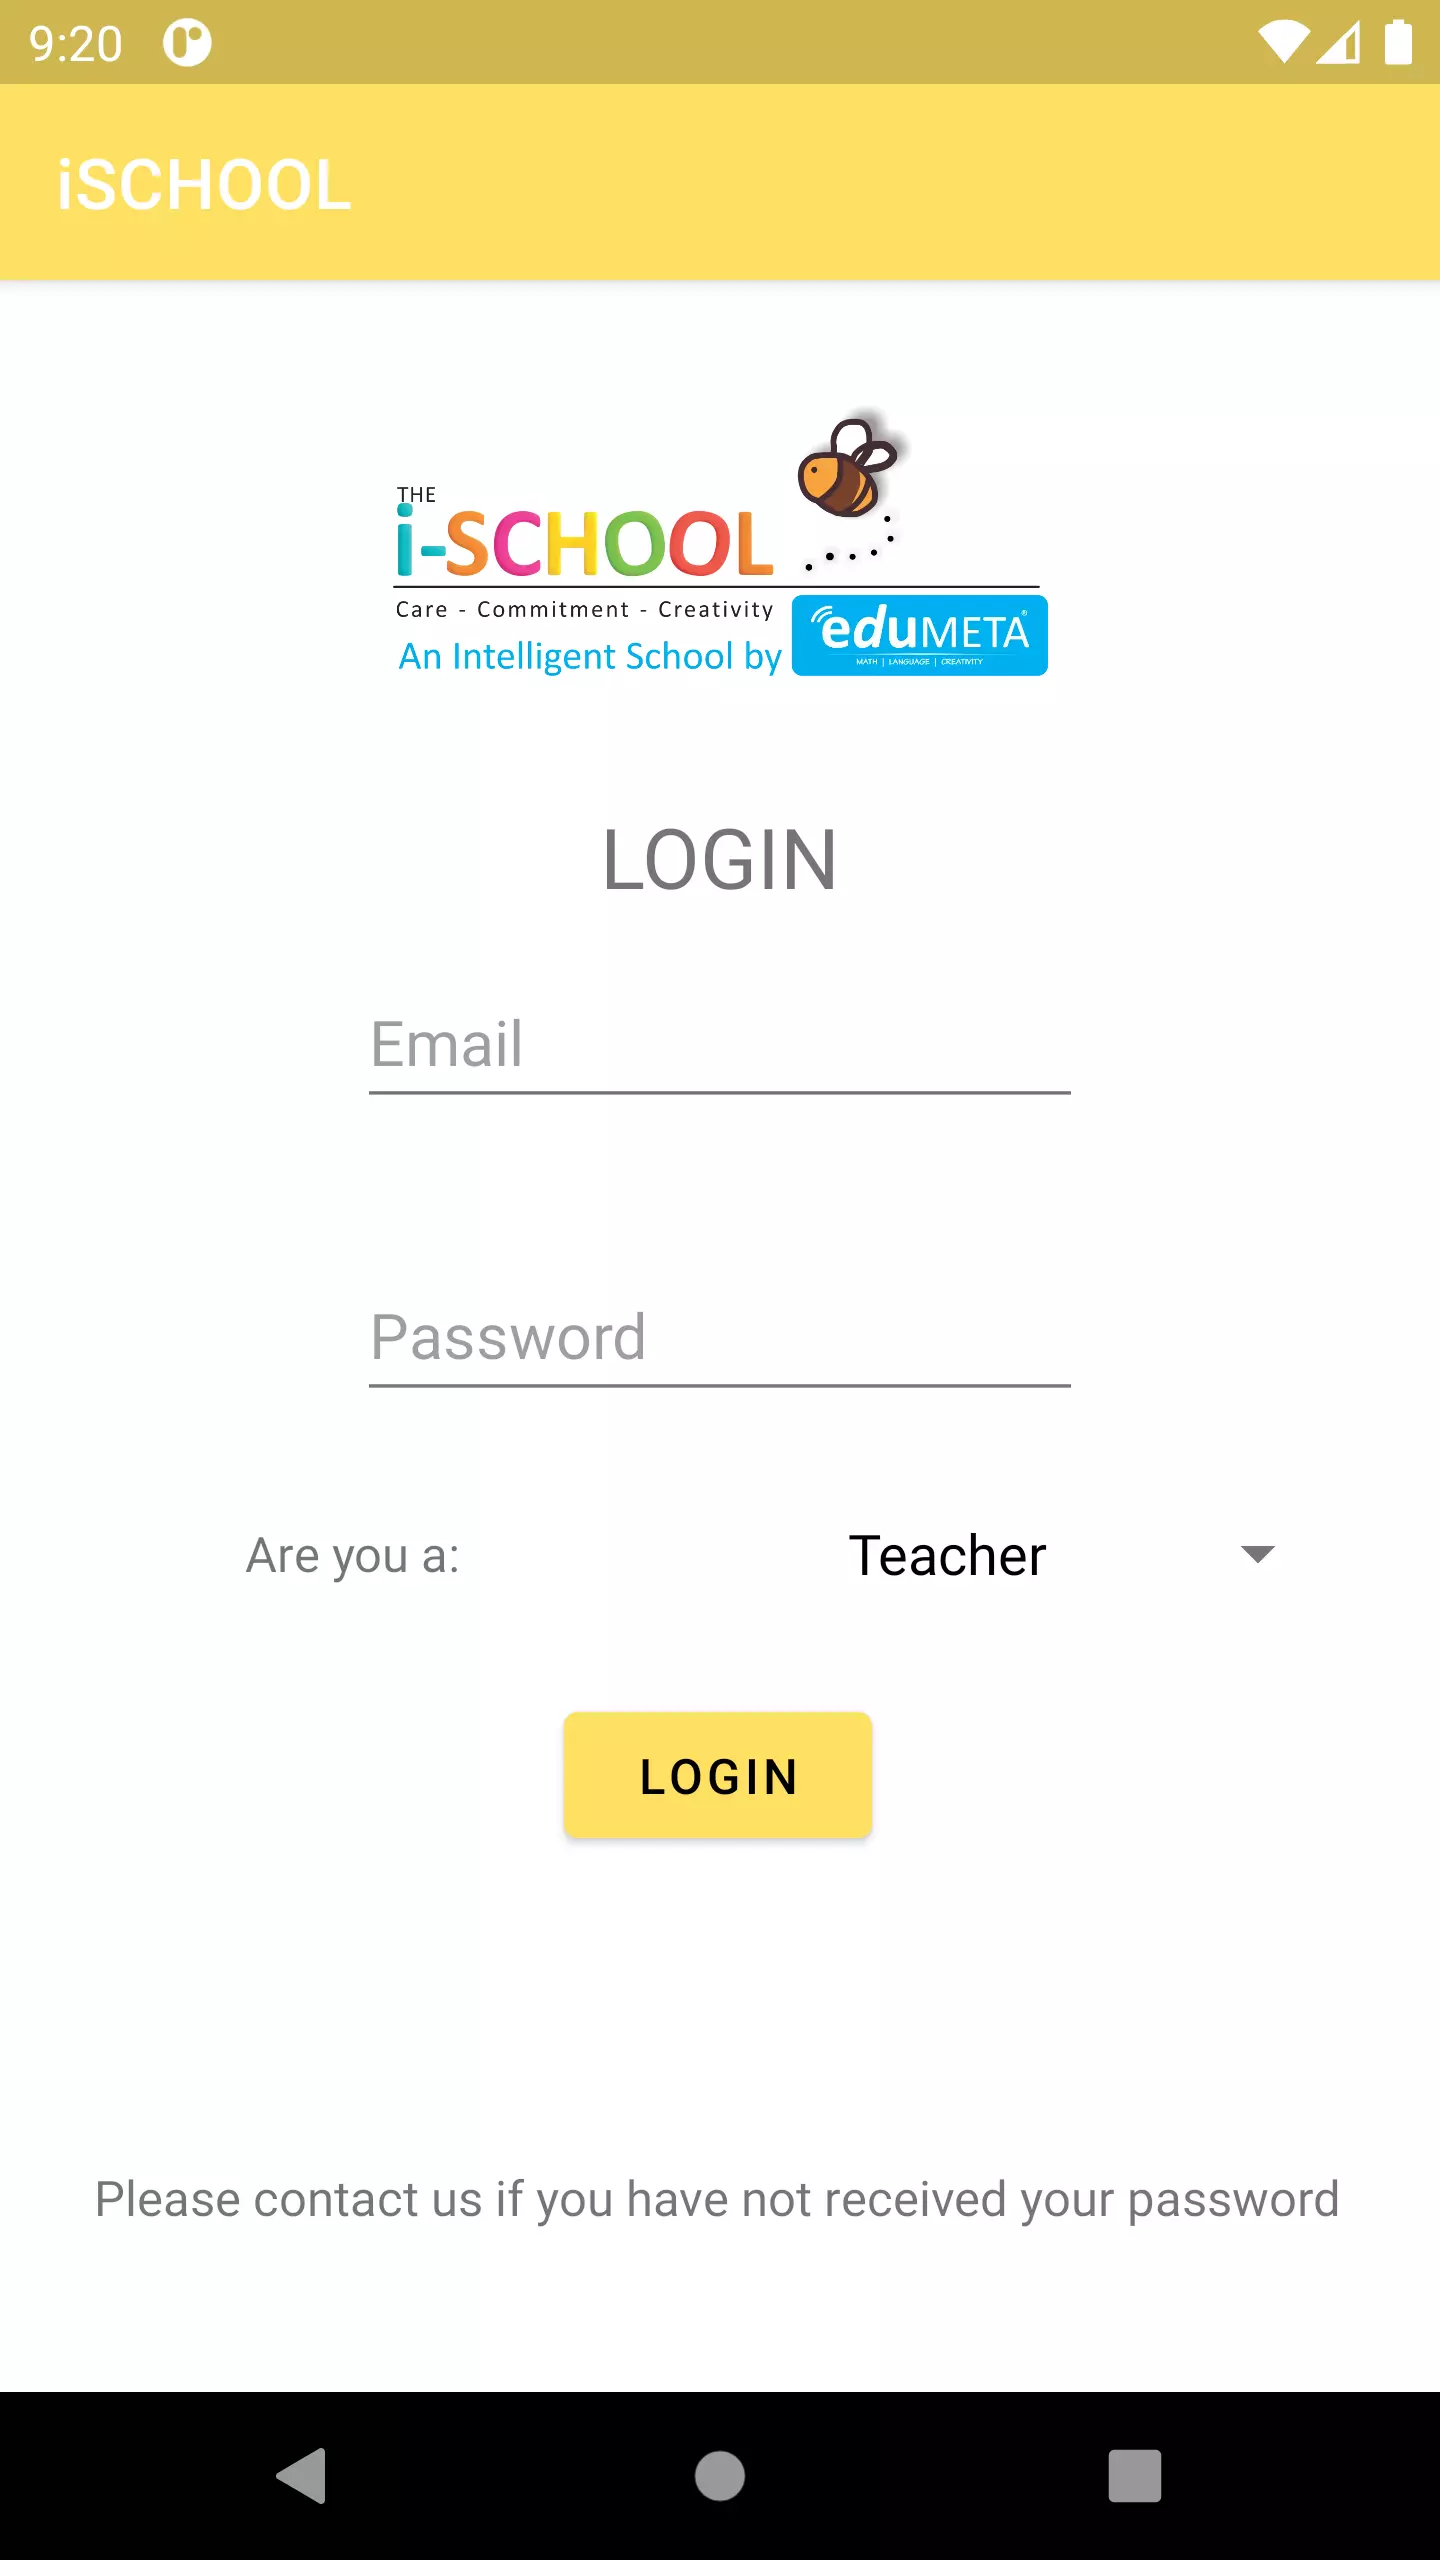 9:20
iSCHOOL
THE
i-SCHOOL
Care - Commitment - Creativity
An Intelligent School by eduMETA®
MATH | LANGUAGE | CREATIVITY
LOGIN
Email
Password
Are you a: Teacher
LOGIN
Please contact us if you have not received your password